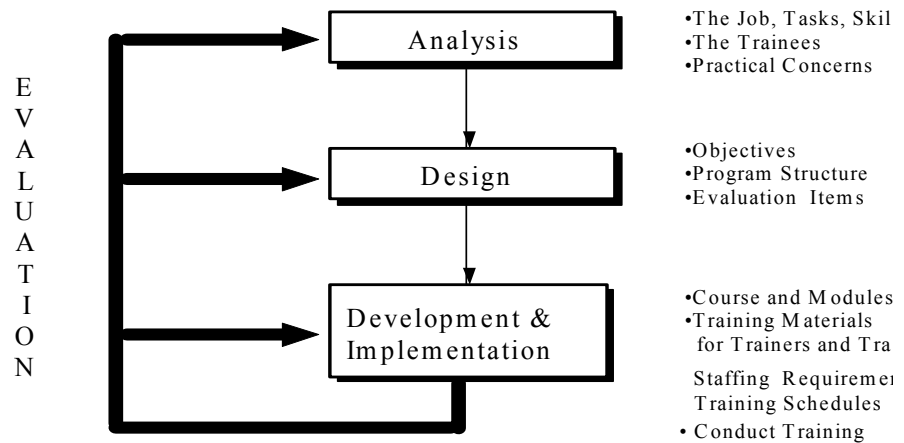 EVALUATION
Analysis
•The Job, Tasks, Skil
•The Trainees
•Practical Concerns
Design
•Objectives
•Program Structure
•Evaluation Items
Development &
Implementation
•Course and Modules
•Training Materials
for Trainers and Tra
Staffing Requiremen
Training Schedules
• Conduct Training